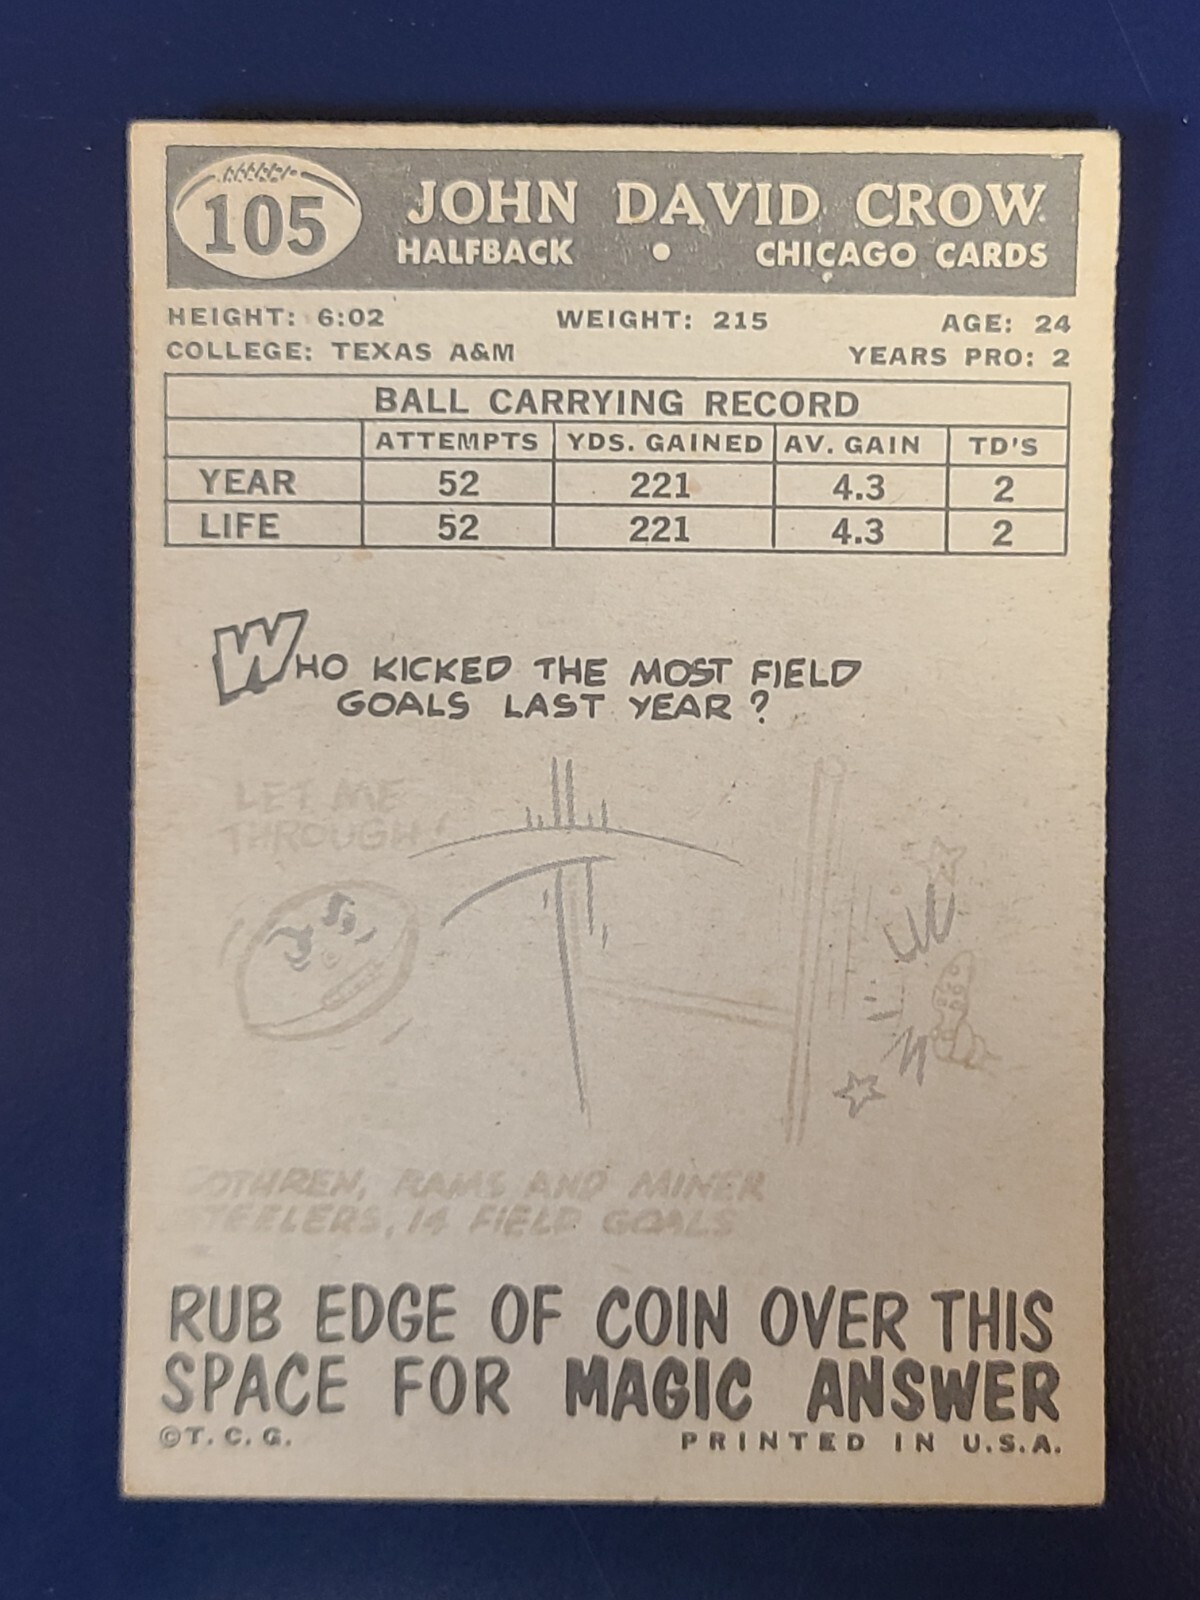 105
JOHN DAVID CROW
HALFBACK • CHICAGO CARDS
HEIGHT: 6:02 WEIGHT: 215 AGE: 24
COLLEGE: TEXAS A&M YEARS PRO: 2
BALL CARRYING RECORD
ATTEMPTS YDS. GAINED AV. GAIN TD'S
YEAR 52 221 4.3 2
LIFE 52 221 4.3 2
WHO KICKED THE MOST FIELD
GOALS LAST YEAR?
LET ME
THROUGH!
COTHREN, RAMS AND MINER
STEELERS, 14 FIELD GOALS
RUB EDGE OF COIN OVER THIS
SPACE FOR MAGIC ANSWER
©T.C.G. PRINTED IN U.S.A.